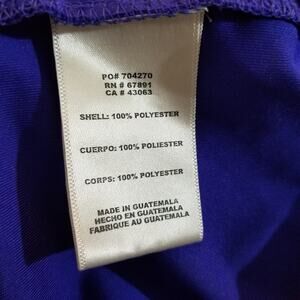 PO# 704270
RN # 67891
CA # 43063
SHELL: 100% POLYESTER
CUERPO: 100% POLIESTER
CORPS: 100% POLYESTER
MADE IN GUATEMALA
HECHO EN GUATEMALA
FABRIQUE AU GUATEMALA